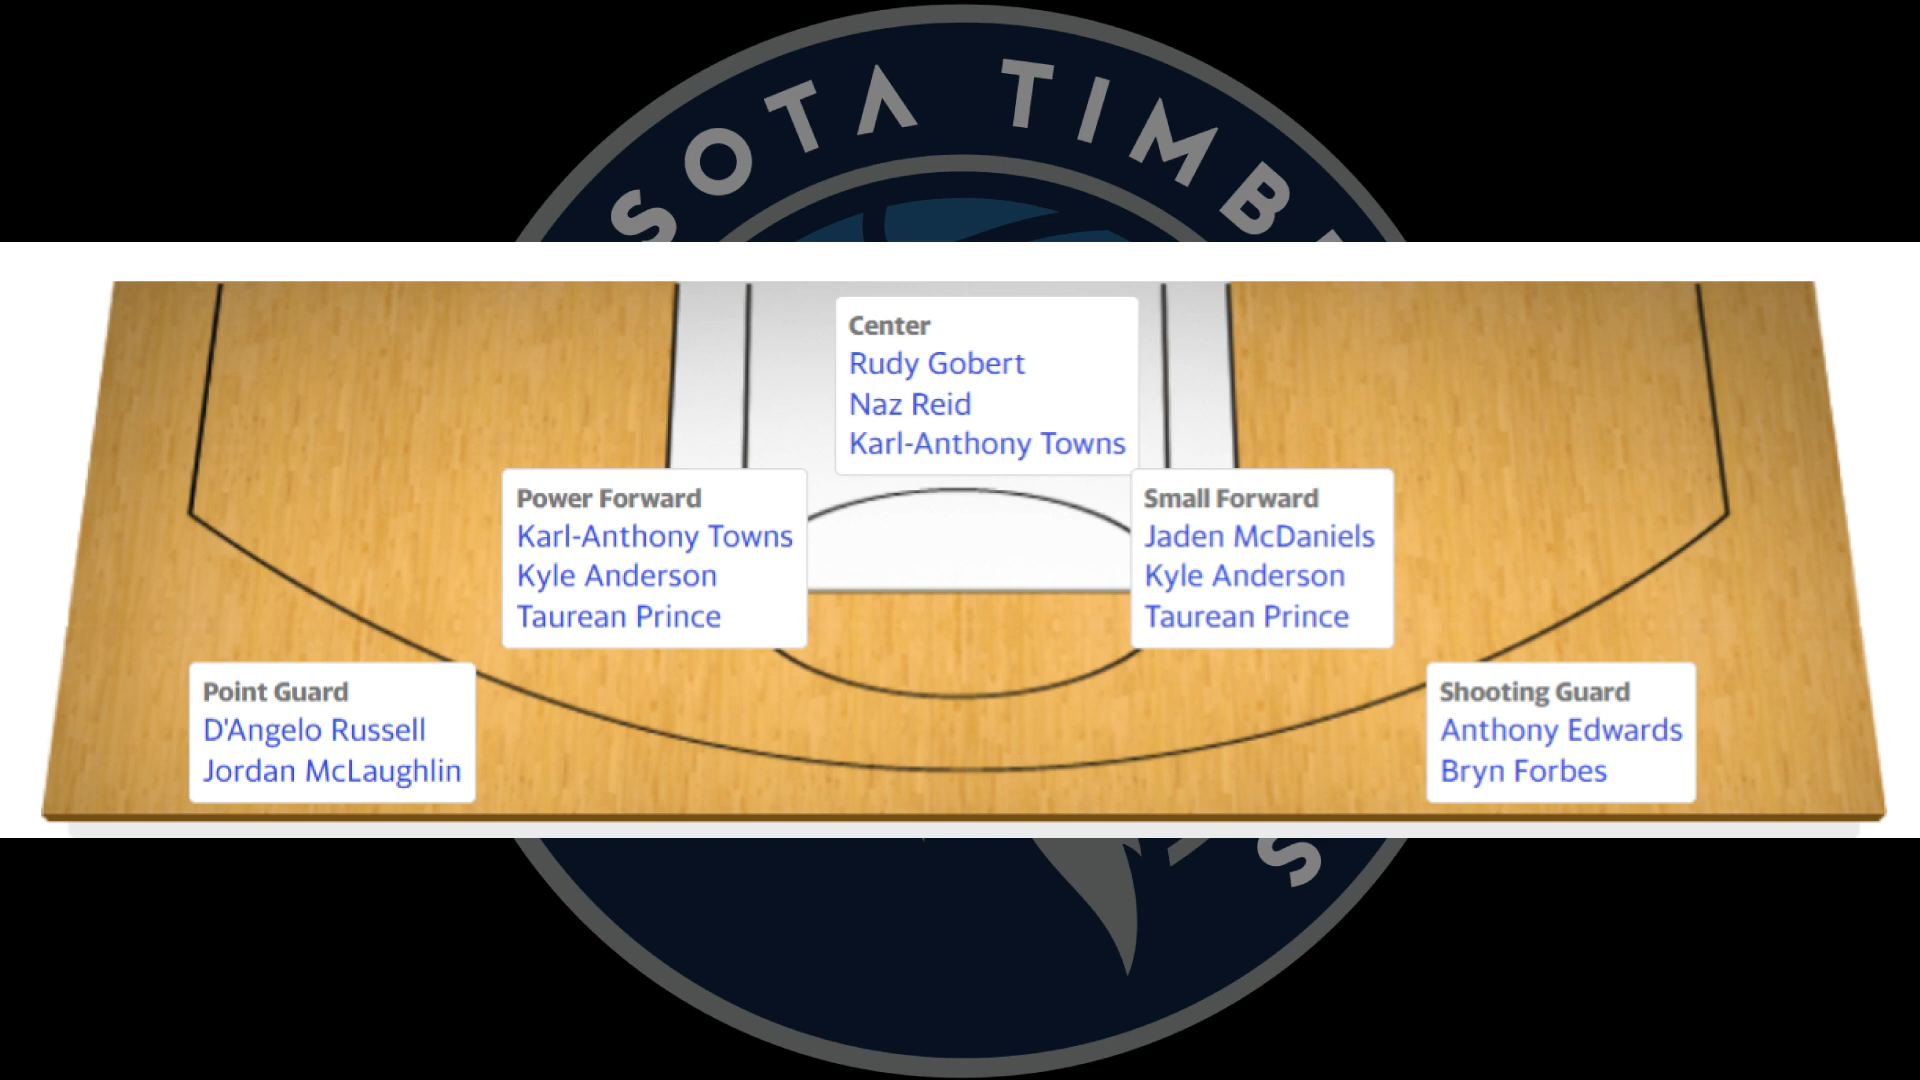 SOTA TIMB
Center
Rudy Gobert
Naz Reid
Karl-Anthony Towns
Power Forward
Karl-Anthony Towns
Kyle Anderson
Taurean Prince
Small Forward
Jaden McDaniels
Kyle Anderson
Taurean Prince
Point Guard
D'Angelo Russell
Jordan McLaughlin
Shooting Guard
Anthony Edwards
Bryn Forbes
S